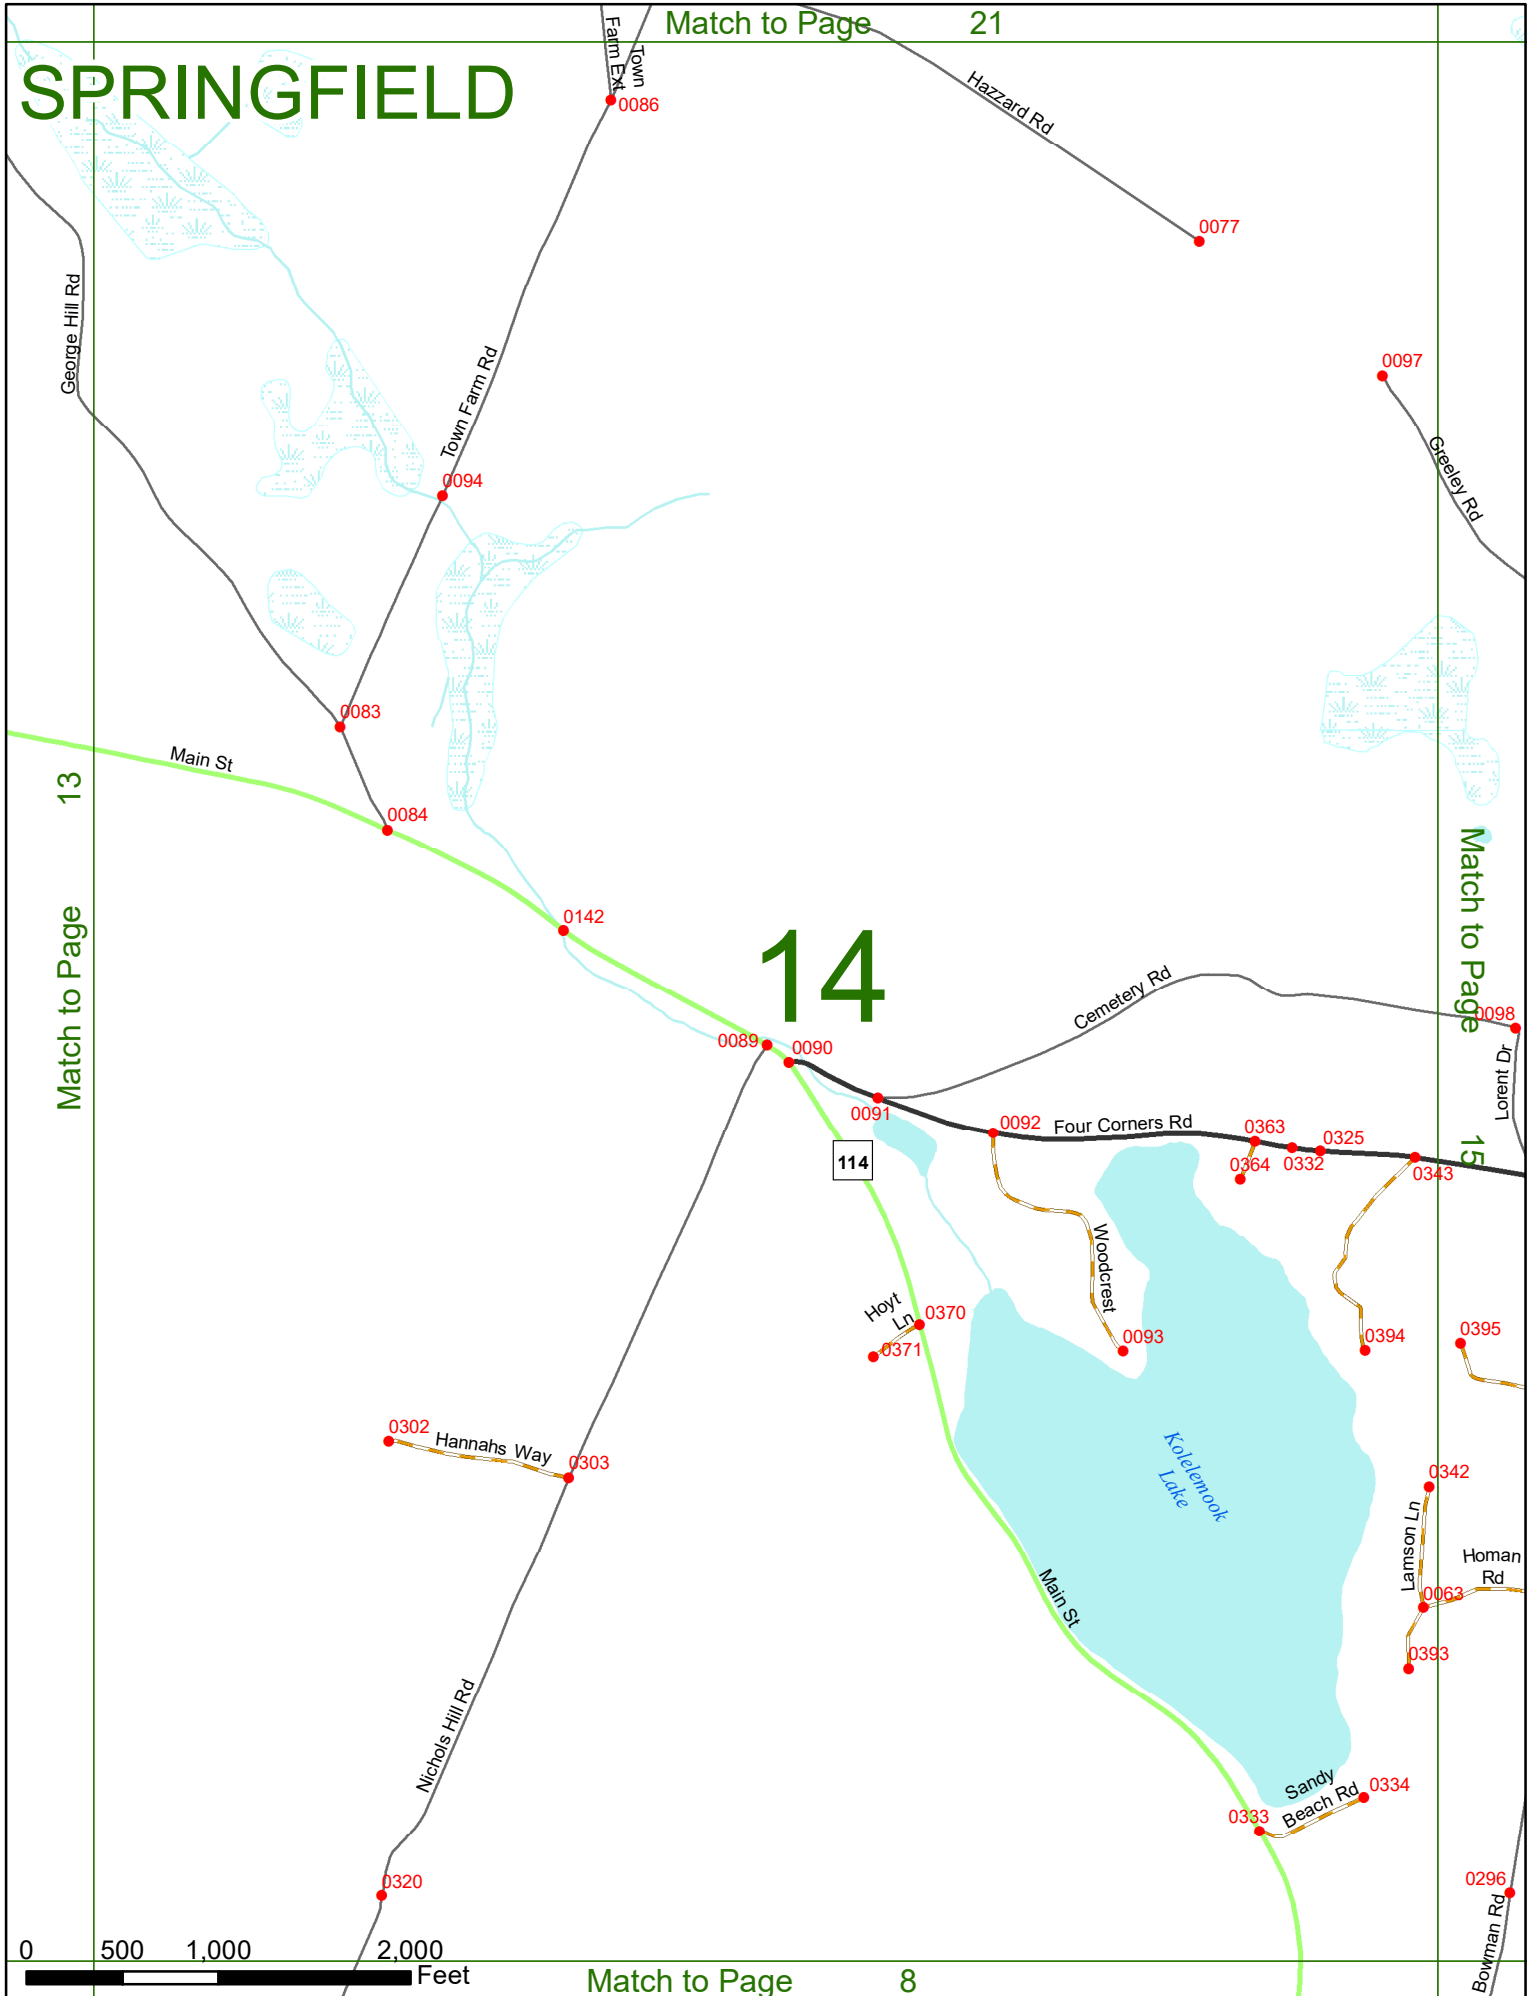 Match to Page 21
SPRINGFIELD
Town
Farm Ext
0086
Hazzard Rd
0077
George Hill Rd
Town Farm Rd
0097
Greeley Rd
0094
0083
Main St
0084
13
Match to Page
0142
14
Match to Page
15
Cemetery Rd
0098
Lorent Dr
0089
0090
0091
0092
Four Corners Rd
0363
0325
0332
0364
0343
114
Woodcrest
Hoyt
Ln
0370
0371
0093
0394
0395
0302
Hannahs Way
0303
Kolelemook
Lake
0342
Lamson Ln
Homan
Rd
0063
0393
Main St
Nichols Hill Rd
Sandy
Beach Rd
0334
0333
0320
0296
Bowman Rd
0 500 1,000 2,000
Feet
Match to Page 8